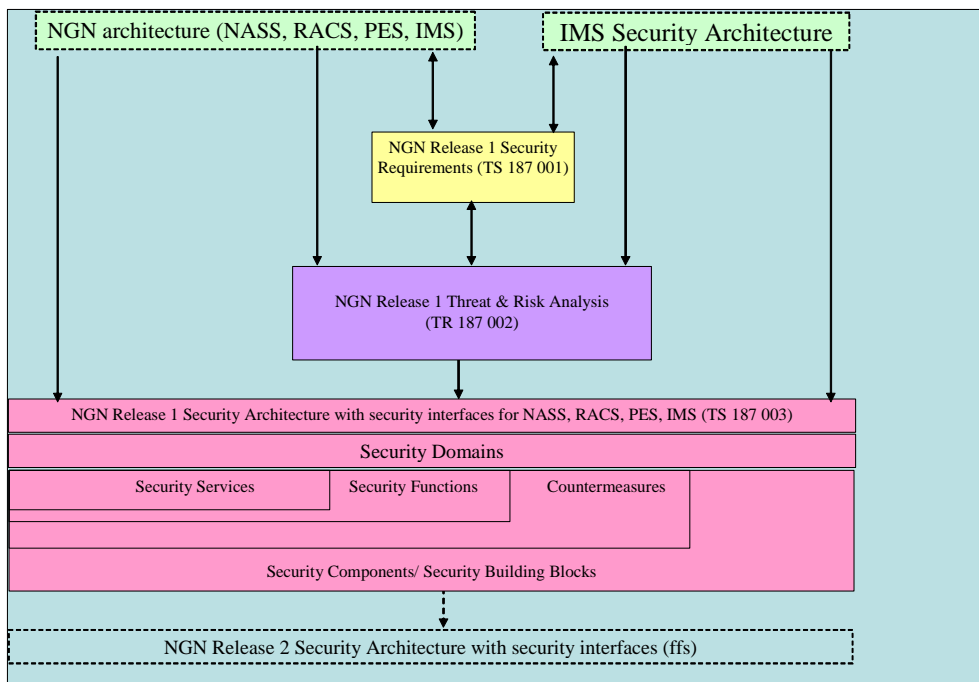 NGN architecture (NASS, RACS, PES, IMS)
IMS Security Architecture
NGN Release 1 Security
Requirements (TS 187 001)
NGN Release 1 Threat & Risk Analysis
(TR 187 002)
NGN Release 1 Security Architecture with security interfaces for NASS, RACS, PES, IMS (TS 187 003)
Security Domains
Security Services
Security Functions
Countermeasures
Security Components/ Security Building Blocks
NGN Release 2 Security Architecture with security interfaces (ffs)